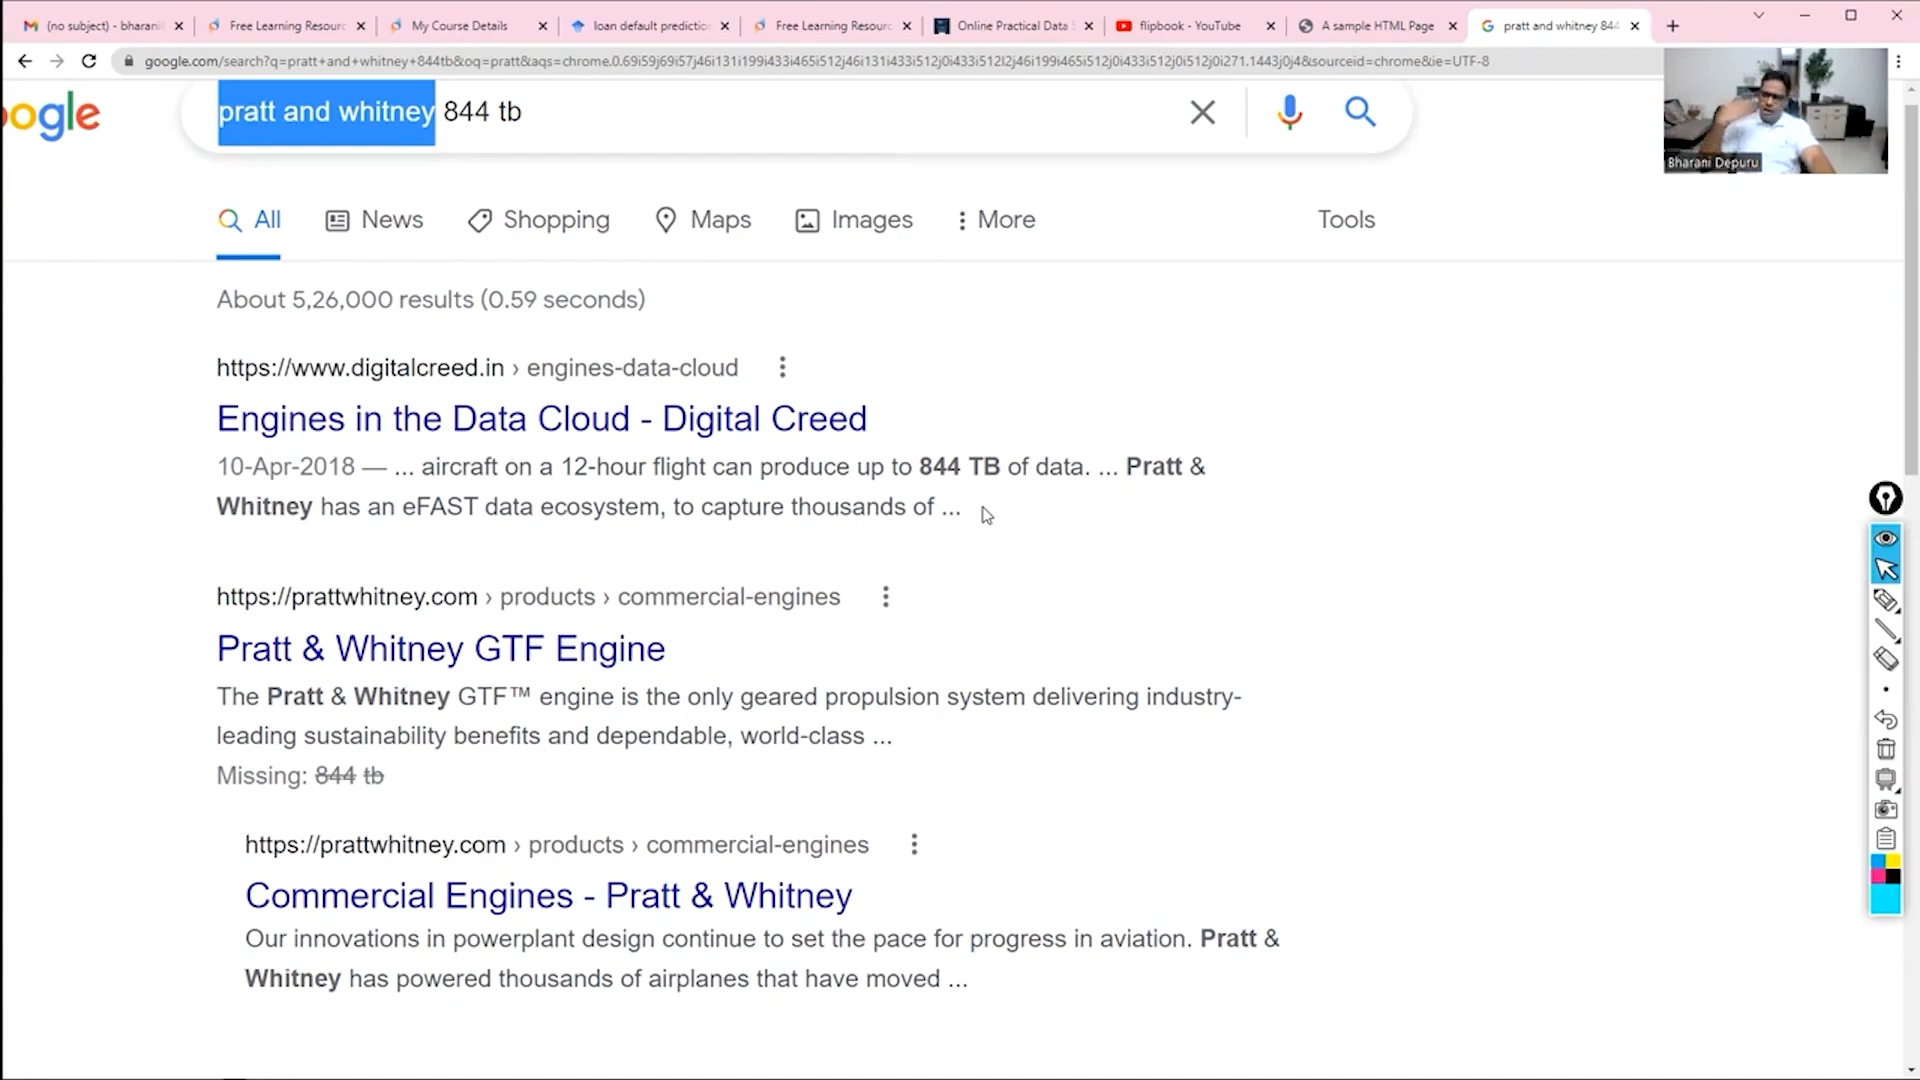 (no subject) - bharani
Free Learning Resourc
My Course Details
loan default prediction
Free Learning Resourc
Online Practical Data S
flipbook - YouTube
A sample HTML Page
pratt and whitney 844
google.com/search?q=pratt+and+whitney+844tb&oq=pratt&aqs=chrome.0.69i59j69i57j46i131i199i433i465i512j46i131i433i512j0i433i512l2j46i199i465i512j0i433i512j0i512j0i271.1443j0j4&sourceid=chrome&ie=UTF-8
ogle
pratt and whitney 844 tb
Bharani Depuru
All
News
Shopping
Maps
Images
More
Tools
About 5,26,000 results (0.59 seconds)
https://www.digitalcreed.in › engines-data-cloud
Engines in the Data Cloud - Digital Creed
10-Apr-2018 — ... aircraft on a 12-hour flight can produce up to 844 TB of data. ... Pratt &
Whitney has an eFAST data ecosystem, to capture thousands of ...
https://prattwhitney.com › products › commercial-engines
Pratt & Whitney GTF Engine
The Pratt & Whitney GTF™ engine is the only geared propulsion system delivering industry-
leading sustainability benefits and dependable, world-class ...
Missing: 844 tb
https://prattwhitney.com › products › commercial-engines
Commercial Engines - Pratt & Whitney
Our innovations in powerplant design continue to set the pace for progress in aviation. Pratt &
Whitney has powered thousands of airplanes that have moved ...